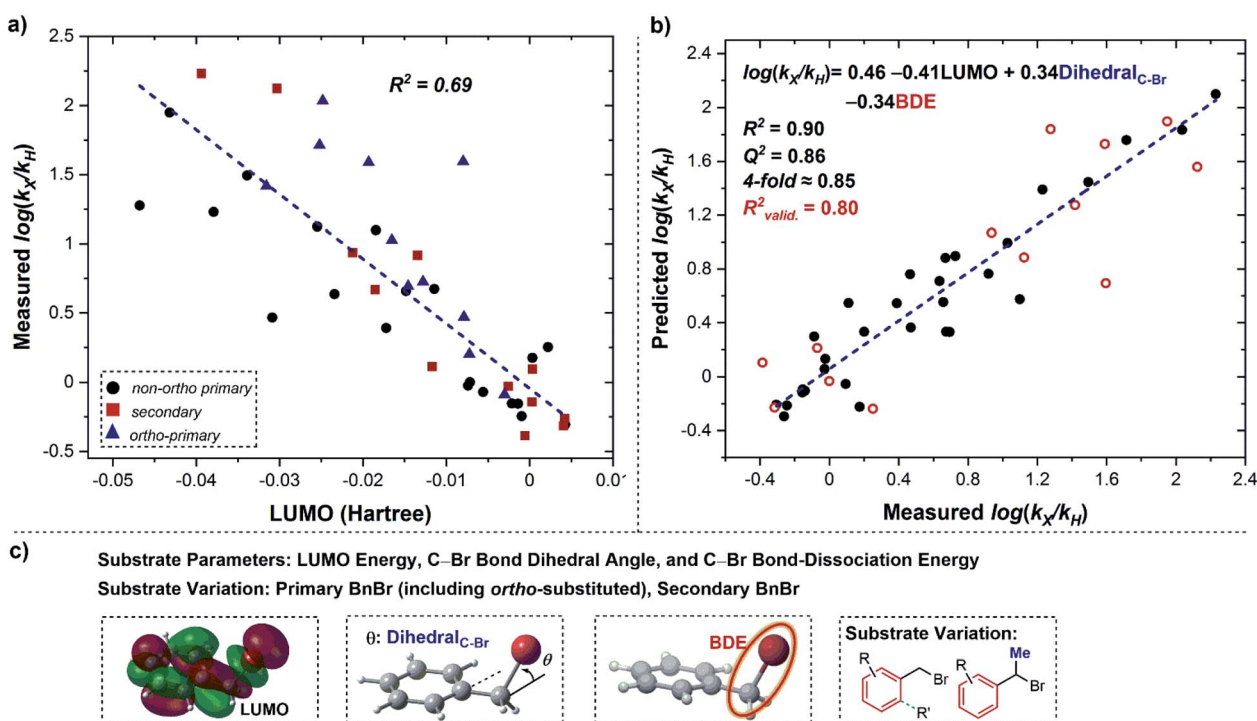 a)
Measured log(kX/kH)
2.5
2
1.5
1
0.5
0
-0.5
R² = 0.69
non-ortho primary
secondary
ortho-primary
-0.05 -0.04 -0.03 -0.02 -0.01 0 0.0
LUMO (Hartree)
b)
Predicted log(kX/kH)
2.4
2
1.6
1.2
0.8
0.4
0
-0.4
log(kX/kH)= 0.46 –0.41LUMO + 0.34DihedralC-Br
–0.34BDE
R² = 0.90
Q² = 0.86
4-fold ≈ 0.85
R²valid. = 0.80
-0.4 0 0.4 0.8 1.2 1.6 2 2.4
Measured log(kX/kH)
c)
Substrate Parameters: LUMO Energy, C–Br Bond Dihedral Angle, and C–Br Bond-Dissociation Energy
Substrate Variation: Primary BnBr (including ortho-substituted), Secondary BnBr
LUMO
θ: DihedralC-Br
θ
BDE
Substrate Variation:
Me
R R
Br Br
R'